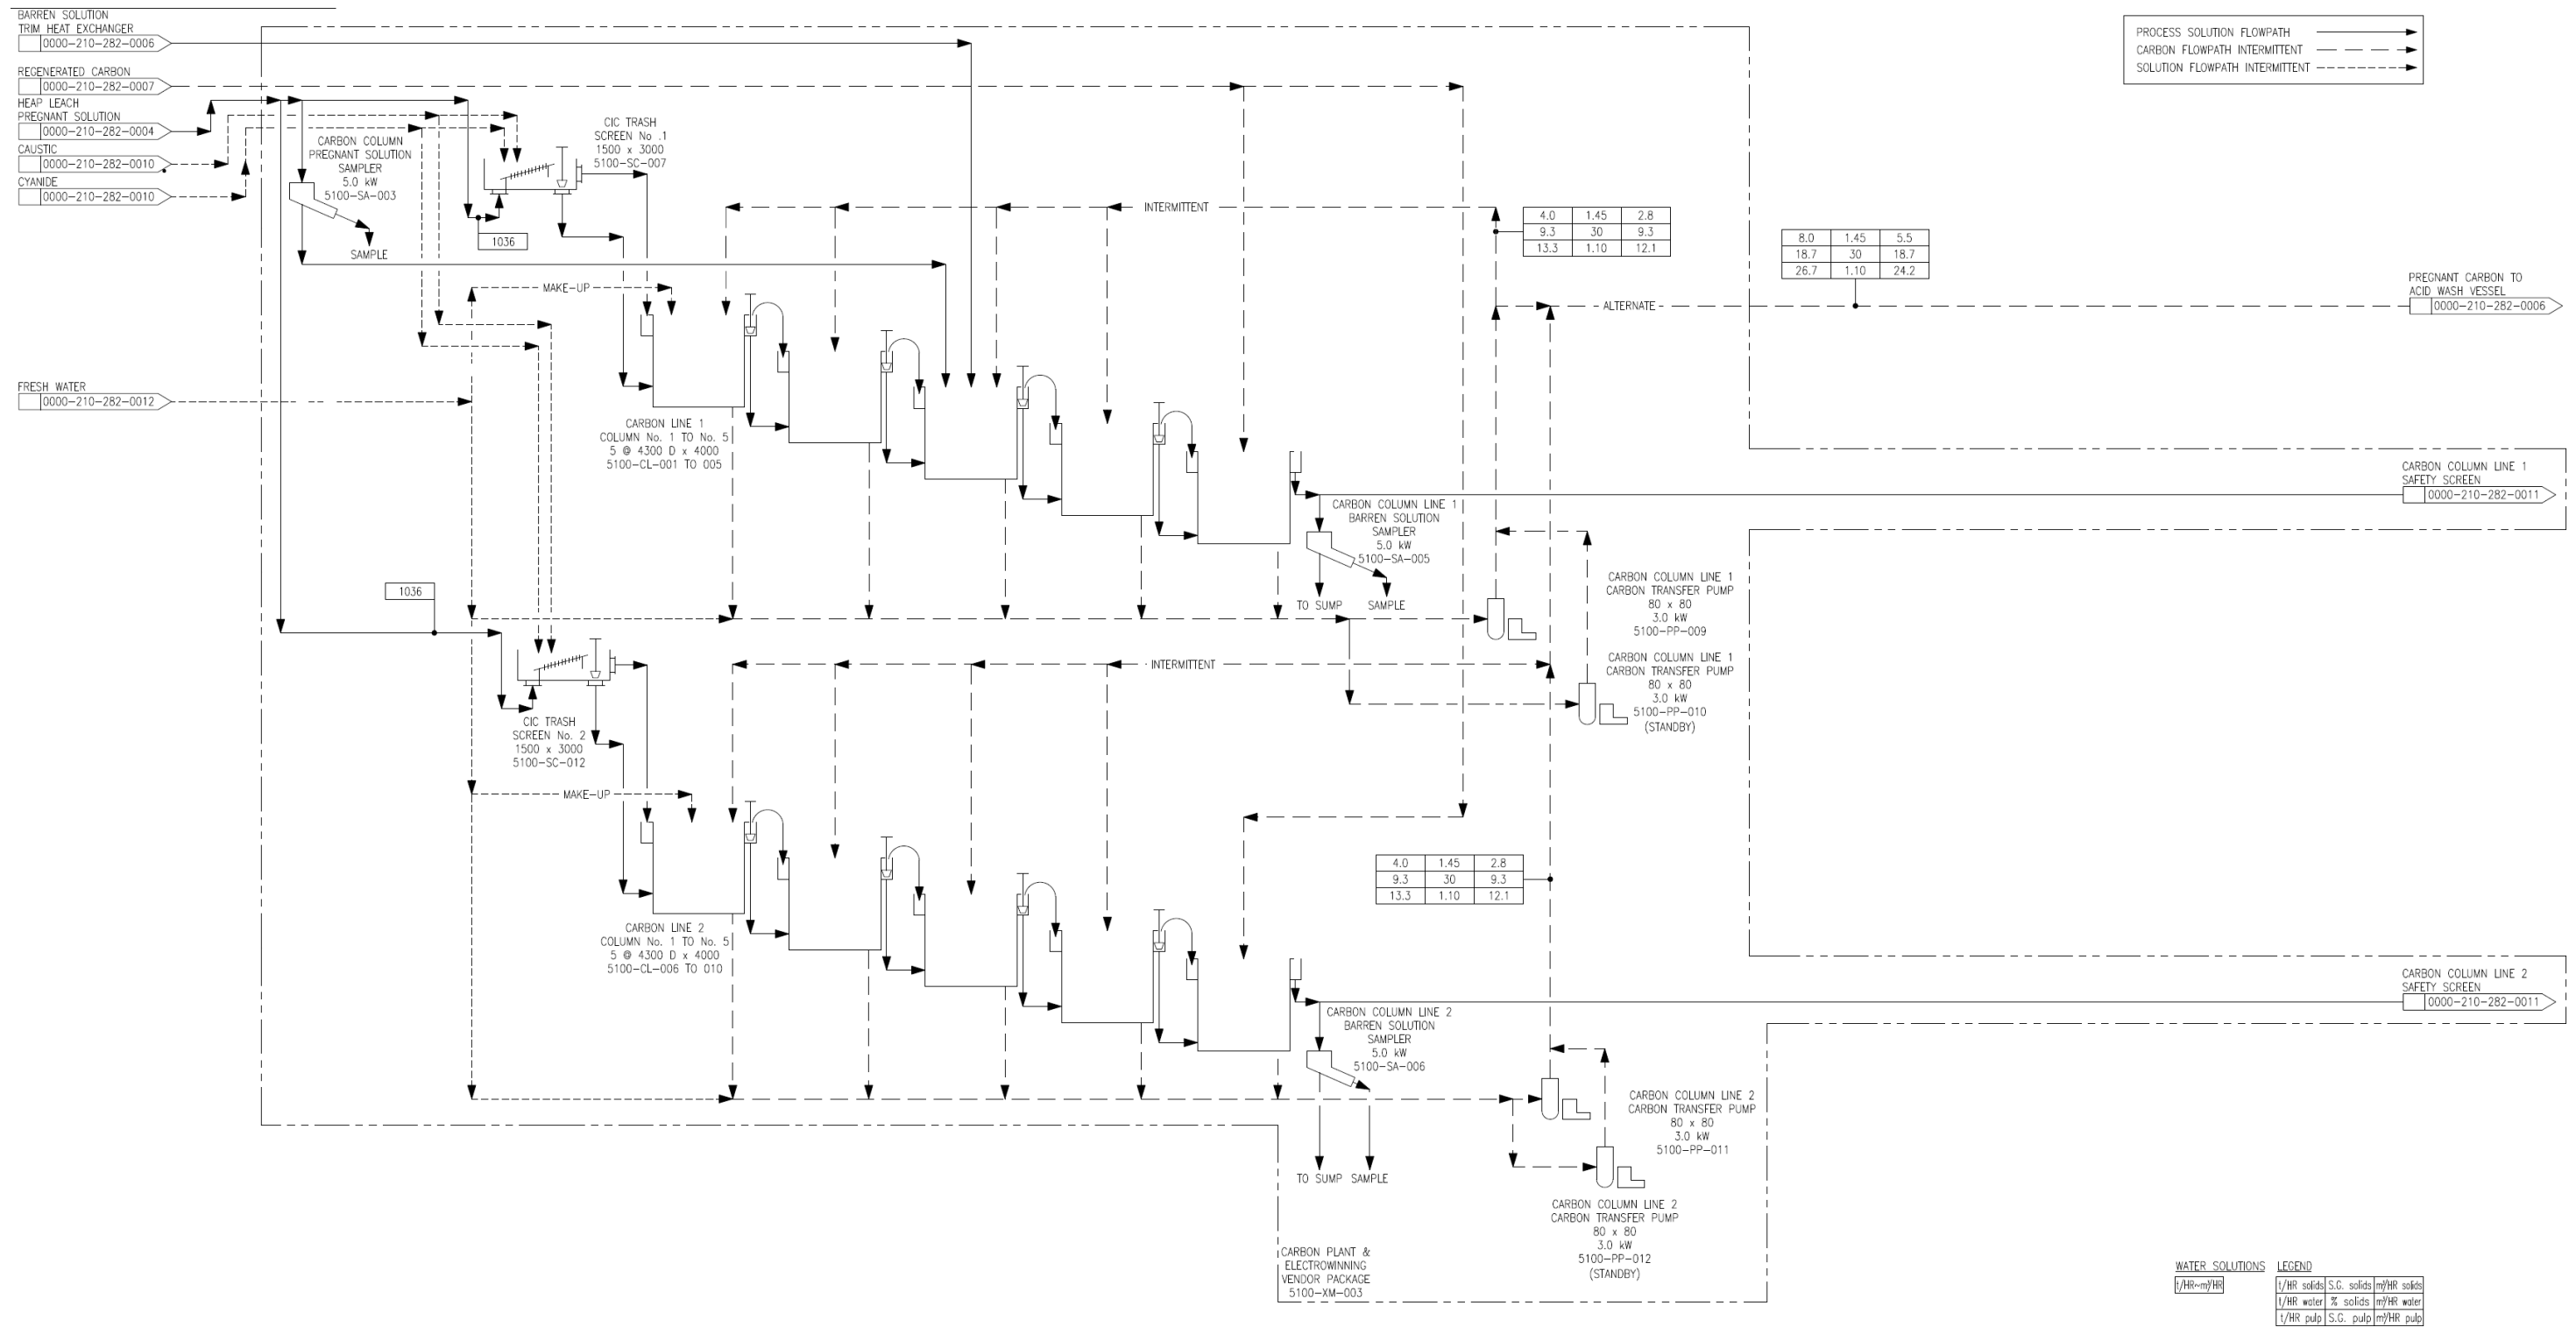 BARREN SOLUTION
TRIM HEAT EXCHANGER
0000-210-282-0006
REGENERATED CARBON
0000-210-282-0007
HEAP LEACH
PREGNANT SOLUTION
0000-210-282-0004
CAUSTIC
0000-210-282-0010
CYANIDE
0000-210-282-0010
FRESH WATER
0000-210-282-0012
PROCESS SOLUTION FLOWPATH
CARBON FLOWPATH INTERMITTENT
SOLUTION FLOWPATH INTERMITTENT
CARBON COLUMN
PREGNANT SOLUTION
SAMPLER
5.0 kW
5100-SA-003
SAMPLE
CIC TRASH
SCREEN No .1
1500 x 3000
5100-SC-007
1036
INTERMITTENT
MAKE-UP
4.0 1.45 2.8
9.3 30 9.3
13.3 1.10 12.1
8.0 1.45 5.5
18.7 30 18.7
26.7 1.10 24.2
ALTERNATE
PREGNANT CARBON TO
ACID WASH VESSEL
0000-210-282-0006
CARBON LINE 1
COLUMN No. 1 TO No. 5
5 @ 4300 D x 4000
5100-CL-001 TO 005
CARBON COLUMN LINE 1
SAFETY SCREEN
0000-210-282-0011
CARBON COLUMN LINE 1
BARREN SOLUTION
SAMPLER
5.0 kW
5100-SA-005
TO SUMP SAMPLE
CARBON COLUMN LINE 1
CARBON TRANSFER PUMP
80 x 80
3.0 kW
5100-PP-009
CARBON COLUMN LINE 1
CARBON TRANSFER PUMP
80 x 80
3.0 kW
5100-PP-010
(STANDBY)
1036
INTERMITTENT
CIC TRASH
SCREEN No. 2
1500 x 3000
5100-SC-012
MAKE-UP
4.0 1.45 2.8
9.3 30 9.3
13.3 1.10 12.1
CARBON LINE 2
COLUMN No. 1 TO No. 5
5 @ 4300 D x 4000
5100-CL-006 TO 010
CARBON COLUMN LINE 2
SAFETY SCREEN
0000-210-282-0011
CARBON COLUMN LINE 2
BARREN SOLUTION
SAMPLER
5.0 kW
5100-SA-006
TO SUMP SAMPLE
CARBON COLUMN LINE 2
CARBON TRANSFER PUMP
80 x 80
3.0 kW
5100-PP-011
CARBON COLUMN LINE 2
CARBON TRANSFER PUMP
80 x 80
3.0 kW
5100-PP-012
(STANDBY)
CARBON PLANT &
ELECTROWINNING
VENDOR PACKAGE
5100-XM-003
WATER SOLUTIONS LEGEND
t/HR~m³/HR
t/HR solids S.G. solids m³/HR solids
t/HR water % solids m³/HR water
t/HR pulp S.G. pulp m³/HR pulp